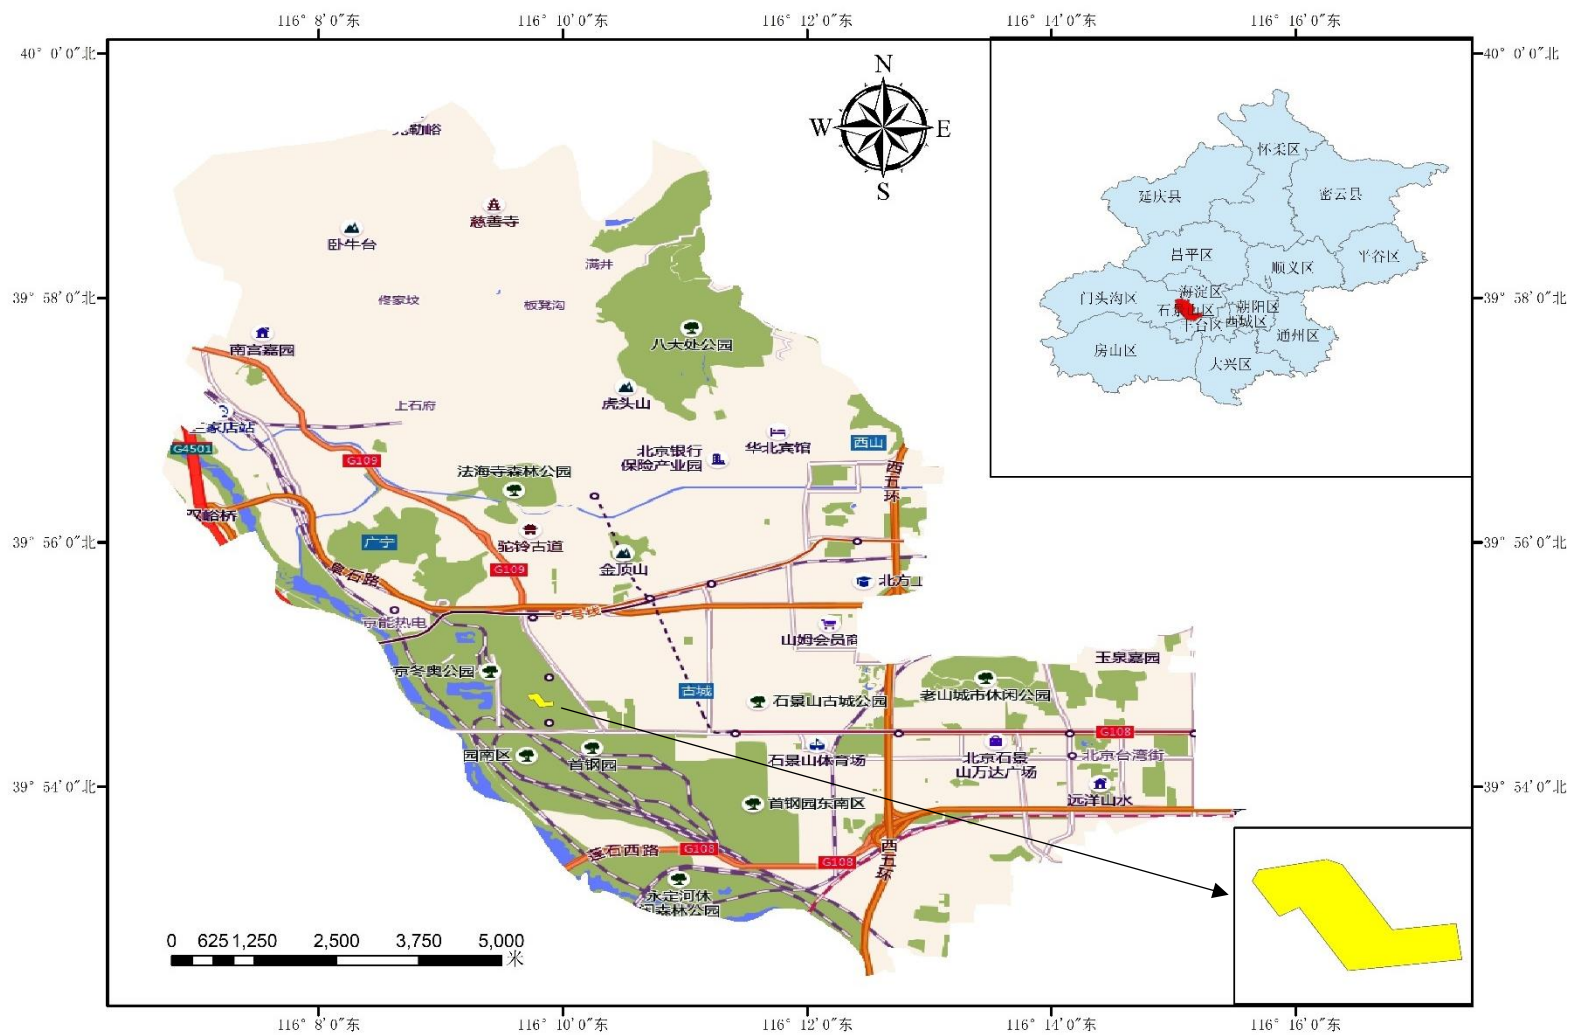 116° 8′0″东
116° 10′0″东
116° 12′0″东
116° 14′0″东
116° 16′0″东
40° 0′0″北
40° 0′0″北
N
W
E
S
怀柔区
延庆县
密云县
昌平区
顺义区
平谷区
海淀区
门头沟区
朝阳区
石景山区
西城区
丰台区
通州区
房山区
大兴区
慈善寺
卧牛台
满井
佟家坟
板凳沟
39° 58′0″北
39° 58′0″北
南宫嘉园
八大处公园
虎头山
上石府
三家店站
G4501
华北宾馆
西山
北京银行
保险产业园
G109
法海寺森林公园
西五环
双峪桥
驼铃古道
广宁
39° 56′0″北
39° 56′0″北
金顶山
G109
阜石路
北方工
6号线
京能热电
山姆会员商
玉泉嘉园
京冬奥公园
古城
石景山古城公园
老山城市休闲公园
G108
园南区
首钢园
石景山体育场
北京石景
山万达广场
北京台湾街
39° 54′0″北
39° 54′0″北
远洋山水
首钢园东南区
莲石西路
G108
G108
西五环
永定河休
闲森林公园
0 625 1,250 2,500 3,750 5,000
米
116° 8′0″东
116° 10′0″东
116° 12′0″东
116° 14′0″东
116° 16′0″东